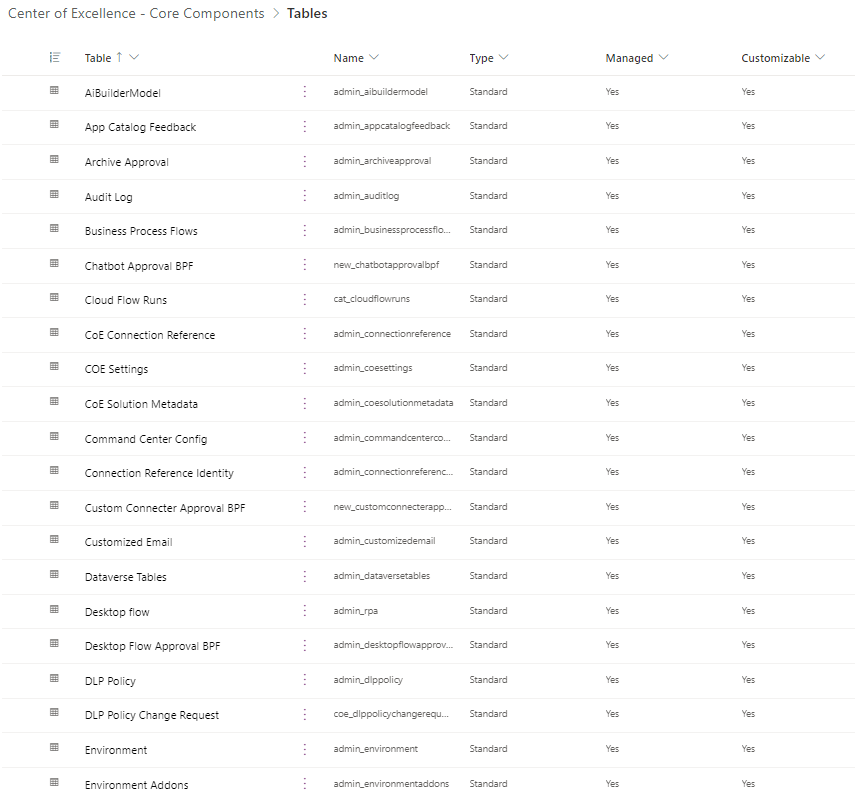 Center of Excellence - Core Components > Tables
Table ↑ Name Type Managed Customizable
AiBuilderModel admin_aibuildermodel Standard Yes Yes
App Catalog Feedback admin_appcatalogfeedback Standard Yes Yes
Archive Approval admin_archiveapproval Standard Yes Yes
Audit Log admin_auditlog Standard Yes Yes
Business Process Flows admin_businessprocessflo... Standard Yes Yes
Chatbot Approval BPF new_chatbotapprovalbpf Standard Yes Yes
Cloud Flow Runs cat_cloudflowruns Standard Yes Yes
CoE Connection Reference admin_connectionreference Standard Yes Yes
COE Settings admin_coesettings Standard Yes Yes
CoE Solution Metadata admin_coesolutionmetadata Standard Yes Yes
Command Center Config admin_commandcenterco... Standard Yes Yes
Connection Reference Identity admin_connectionreferenc... Standard Yes Yes
Custom Connecter Approval BPF new_customconnecterapp... Standard Yes Yes
Customized Email admin_customizedemail Standard Yes Yes
Dataverse Tables admin_dataversetables Standard Yes Yes
Desktop flow admin_rpa Standard Yes Yes
Desktop Flow Approval BPF admin_desktopflowapprov... Standard Yes Yes
DLP Policy admin_dlppolicy Standard Yes Yes
DLP Policy Change Request coe_dlppolicychangerequ... Standard Yes Yes
Environment admin_environment Standard Yes Yes
Environment Addons admin_environmentaddons Standard Yes Yes